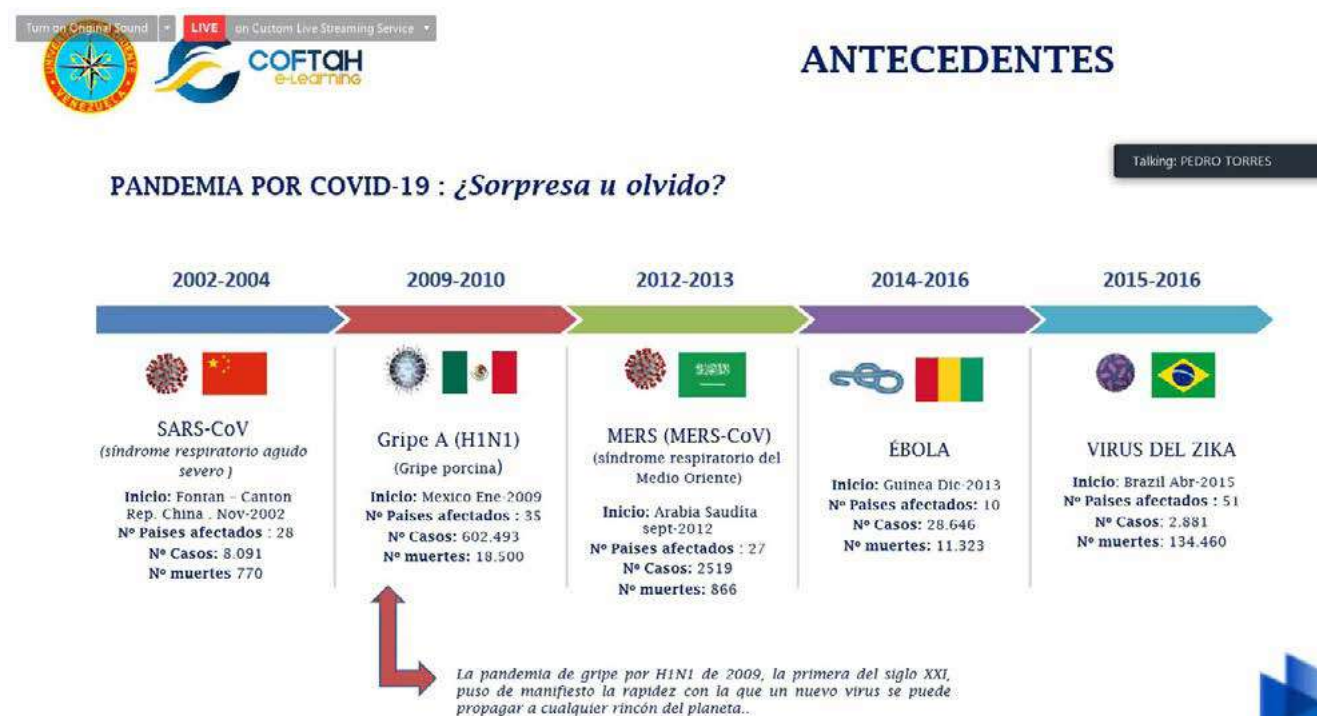 Turn on Original Sound
LIVE on Custom Live Streaming Service
VENEZUELA
COFTAH
e-Learning
ANTECEDENTES
Talking: PEDRO TORRES
PANDEMIA POR COVID-19 : ¿Sorpresa u olvido?
2002-2004
SARS-CoV
(síndrome respiratorio agudo
severo )
Inicio: Fontan – Canton
Rep. China . Nov-2002
Nº Paises afectados : 28
Nº Casos: 8.091
Nº muertes 770
2009-2010
Gripe A (H1N1)
(Gripe porcina)
Inicio: Mexico Ene-2009
Nº Paises afectados : 35
Nº Casos: 602.493
Nº muertes: 18.500
2012-2013
MERS (MERS-CoV)
(síndrome respiratorio del
Medio Oriente)
Inicio: Arabia Saudita
sept-2012
Nº Paises afectados : 27
Nº Casos: 2519
Nº muertes: 866
2014-2016
ÉBOLA
Inicio: Guinea Dic-2013
Nº Paises afectados: 10
Nº Casos: 28.646
Nº muertes: 11.323
2015-2016
VIRUS DEL ZIKA
Inicio: Brazil Abr-2015
Nº Paises afectados : 51
Nº Casos: 2.881
Nº muertes: 134.460
La pandemia de gripe por H1N1 de 2009, la primera del siglo XXI,
puso de manifiesto la rapidez con la que un nuevo virus se puede
propagar a cualquier rincón del planeta..